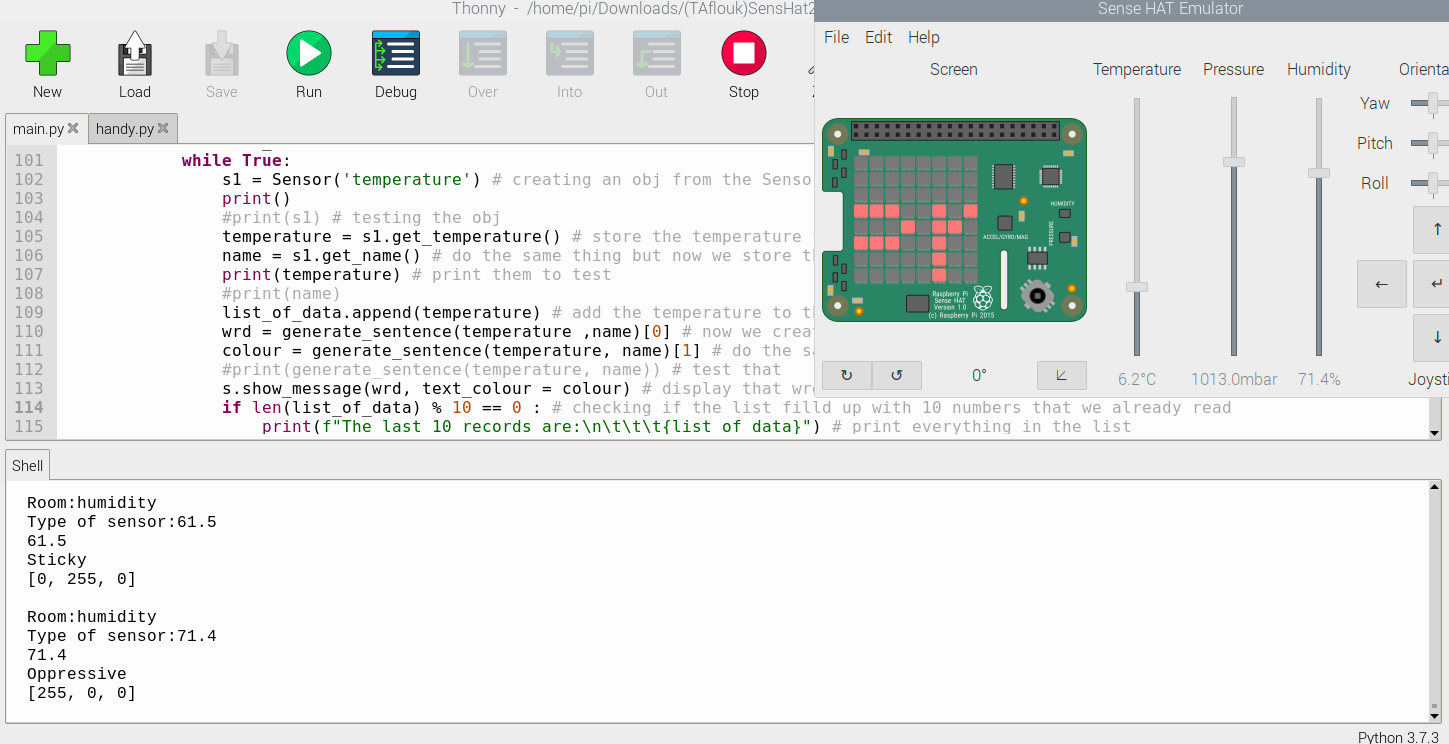 Thonny - /home/pi/Downloads/(TAflouk)SensHat2
Sense HAT Emulator
New
Load
Save
Run
Debug
Over
Into
Out
Stop
File Edit Help
Screen
Temperature
Pressure
Humidity
Orienta
Yaw
Pitch
Roll
main.py
handy.py
101 while True:
102 s1 = Sensor('temperature') # creating an obj from the Senso
103 print()
104 #print(s1) # testing the obj
105 temperature = s1.get_temperature() # store the temperature
106 name = s1.get_name() # do the same thing but now we store th
107 print(temperature) # print them to test
108 #print(name)
109 list_of_data.append(temperature) # add the temperature to th
110 wrd = generate_sentence(temperature ,name)[0] # now we crea
111 colour = generate_sentence(temperature, name)[1] # do the sa
112 #print(generate_sentence(temperature, name)) # test that
113 s.show_message(wrd, text_colour = colour) # display that wr
114 if len(list_of_data) % 10 == 0 : # checking if the list filld up with 10 numbers that we already read
115 print(f"The last 10 records are:\n\t\t\t{list of data}") # print everything in the list
HUMIDITY
ACCEL/GYRO/MAG
PRESSURE
Raspberry Pi
Sense HAT
Version 1.0
(c) Raspberry Pi 2015
↻ ↺
0°
6.2°C
1013.0mbar
71.4%
↑
←
↵
↓
Joysti
Shell
Room:humidity
Type of sensor:61.5
61.5
Sticky
[0, 255, 0]
Room:humidity
Type of sensor:71.4
71.4
Oppressive
[255, 0, 0]
Python 3.7.3